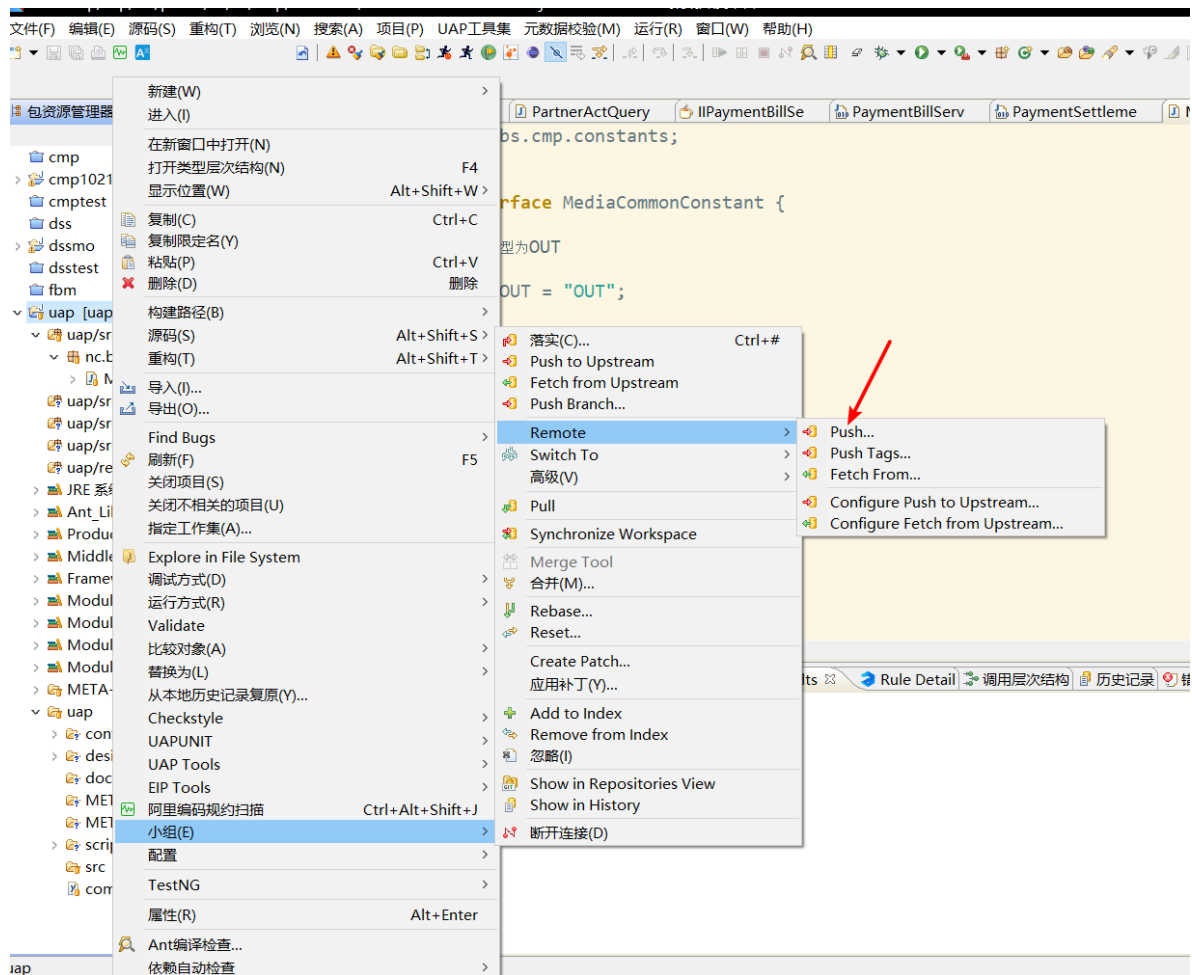 文件(F) 编辑(E) 源码(S) 重构(T) 浏览(N) 搜索(A) 项目(P) UAP工具集 元数据校验(M) 运行(R) 窗口(W) 帮助(H)
包资源管理器
PartnerActQuery IIPaymentBillSe PaymentBillServ PaymentSettleme
cmp
cmp1021
cmptest
dss
dssmo
dsstest
fbm
uap [uap
uap/sr
nc.b
uap/sr
uap/sr
uap/sr
uap/re
JRE 系
Ant_Li
Produ
Middle
Frame
Modul
Modul
Modul
Modul
META-
uap
con
desi
doc
MET
MET
scrip
src
com
uap
新建(W)
进入(I)
在新窗口中打开(N)
打开类型层次结构(N) F4
显示位置(W) Alt+Shift+W
复制(C) Ctrl+C
复制限定名(Y)
粘贴(P) Ctrl+V
删除(D) 删除
构建路径(B)
源码(S) Alt+Shift+S
重构(T) Alt+Shift+T
导入(I)...
导出(O)...
Find Bugs
刷新(F) F5
关闭项目(S)
关闭不相关的项目(U)
指定工作集(A)...
Explore in File System
调试方式(D)
运行方式(R)
Validate
比较对象(A)
替换为(L)
从本地历史记录复原(Y)...
Checkstyle
UAPUNIT
UAP Tools
EIP Tools
阿里编码规约扫描 Ctrl+Alt+Shift+J
小组(E)
配置
TestNG
属性(R) Alt+Enter
Ant编译检查...
依赖自动检查
bs.cmp.constants;
rface MediaCommonConstant {
型为OUT
OUT = "OUT";
落实(C)... Ctrl+#
Push to Upstream
Fetch from Upstream
Push Branch...
Remote
Switch To
高级(V)
Pull
Synchronize Workspace
Merge Tool
合并(M)...
Rebase...
Reset...
Create Patch...
应用补丁(Y)...
Add to Index
Remove from Index
忽略(I)
Show in Repositories View
Show in History
断开连接(D)
Push...
Push Tags...
Fetch From...
Configure Push to Upstream...
Configure Fetch from Upstream...
lts Rule Detail 调用层次结构 历史记录